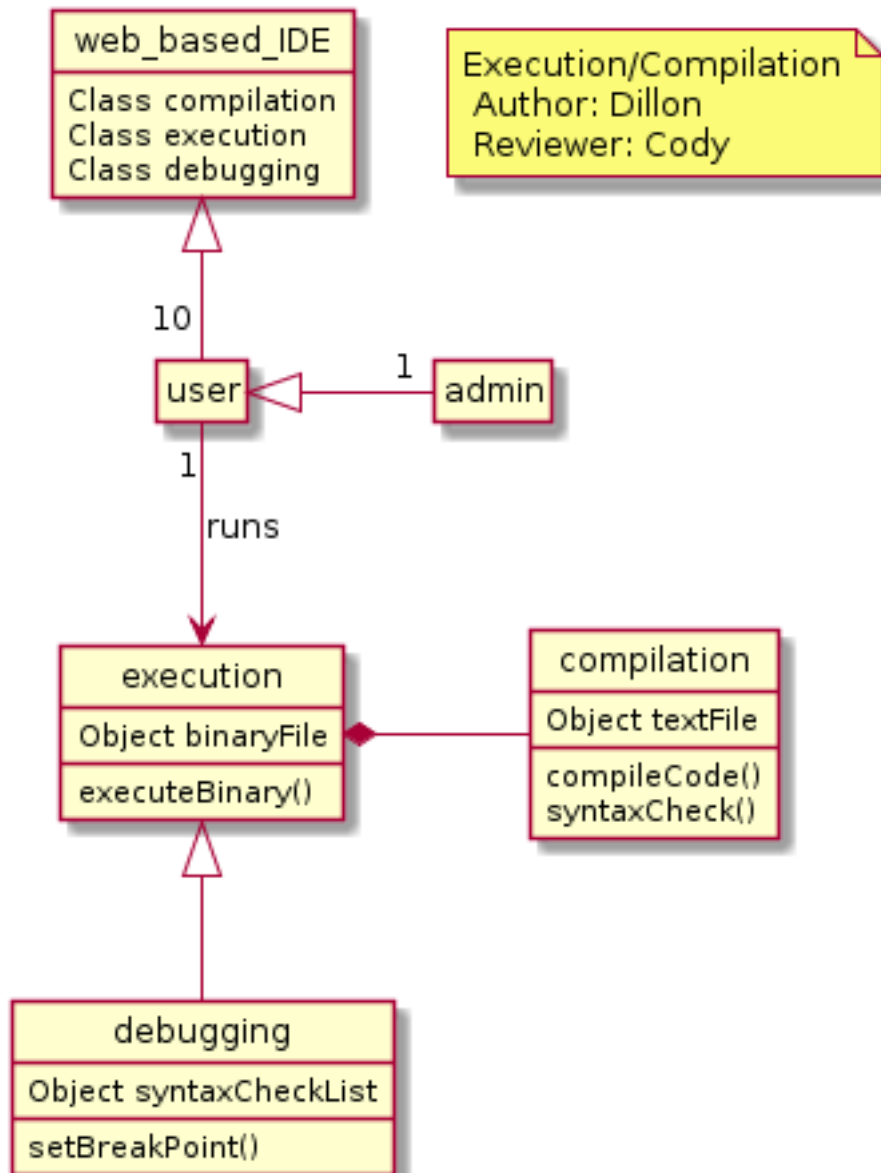 web_based_IDE
Class compilation
Class execution
Class debugging
Execution/Compilation
Author: Dillon
Reviewer: Cody
10
user
1
admin
1
runs
execution
Object binaryFile
executeBinary()
compilation
Object textFile
compileCode()
syntaxCheck()
debugging
Object syntaxCheckList
setBreakPoint()